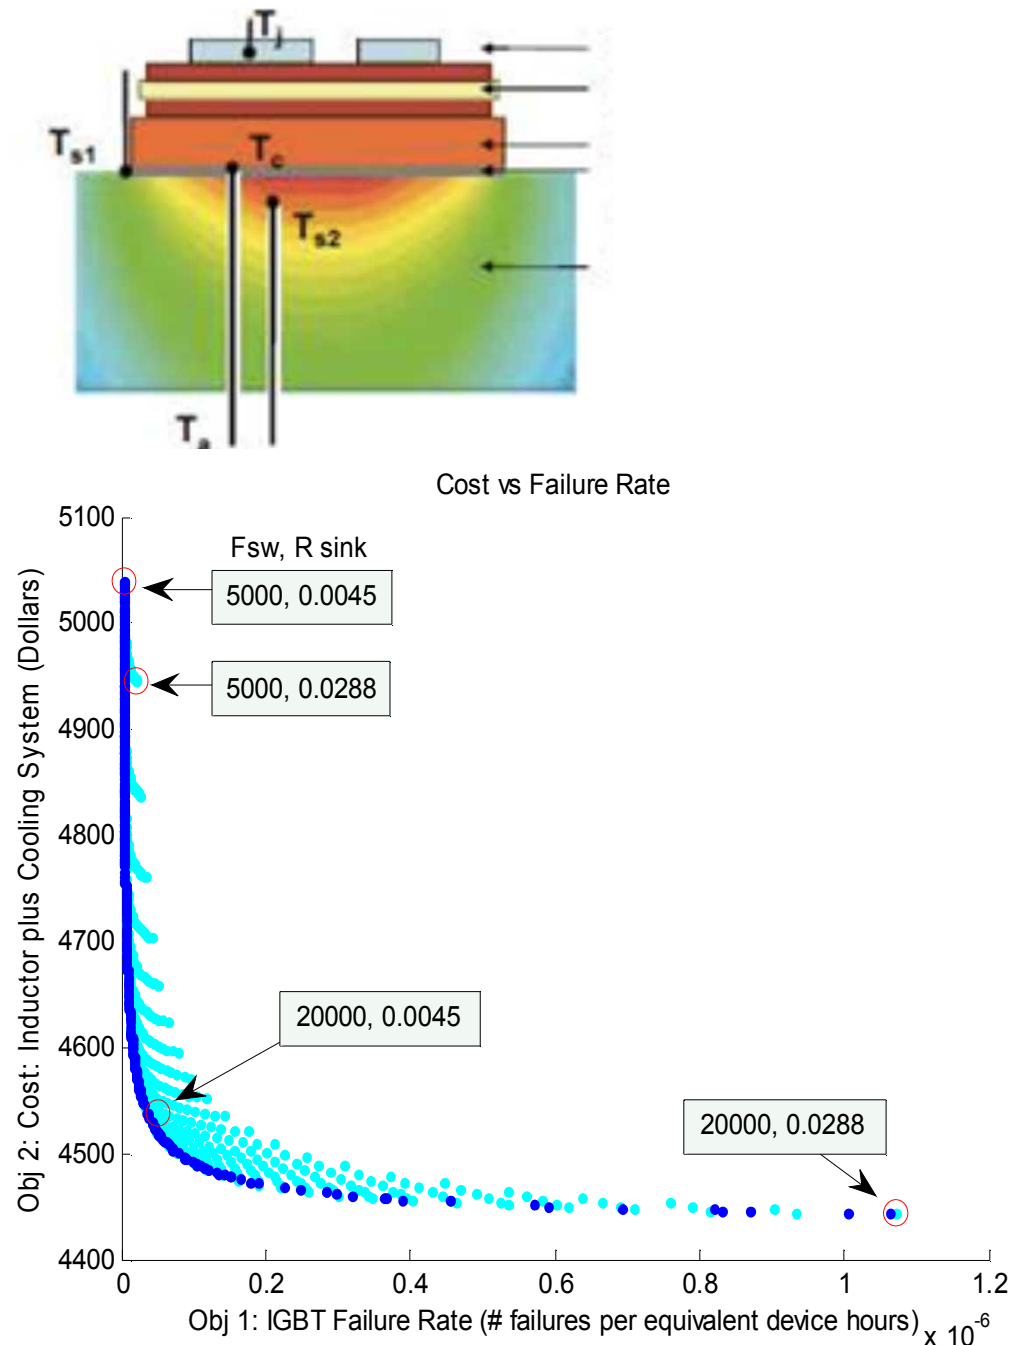 Tj
Ts1
Tc
Ts2
Ta
Cost vs Failure Rate
Fsw, R sink
5000, 0.0045
5000, 0.0288
20000, 0.0045
20000, 0.0288
5100
5000
4900
4800
4700
4600
4500
4400
0
0.2
0.4
0.6
0.8
1
1.2
Obj 2: Cost: Inductor plus Cooling System (Dollars)
Obj 1: IGBT Failure Rate (# failures per equivalent device hours)
x 10^-6